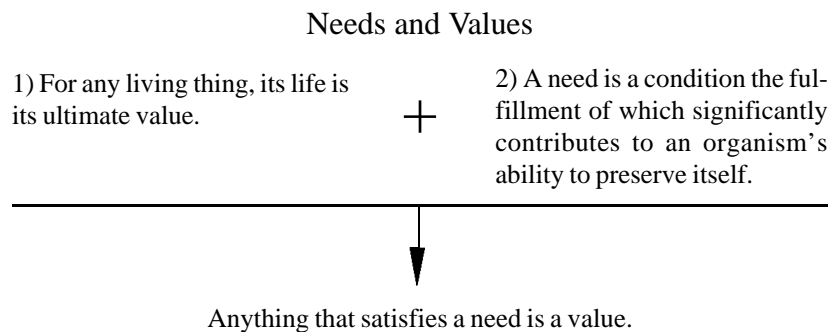 Needs and Values
1) For any living thing, its life is
its ultimate value.
+
2) A need is a condition the ful-
fillment of which significantly
contributes to an organism's
ability to preserve itself.
Anything that satisfies a need is a value.